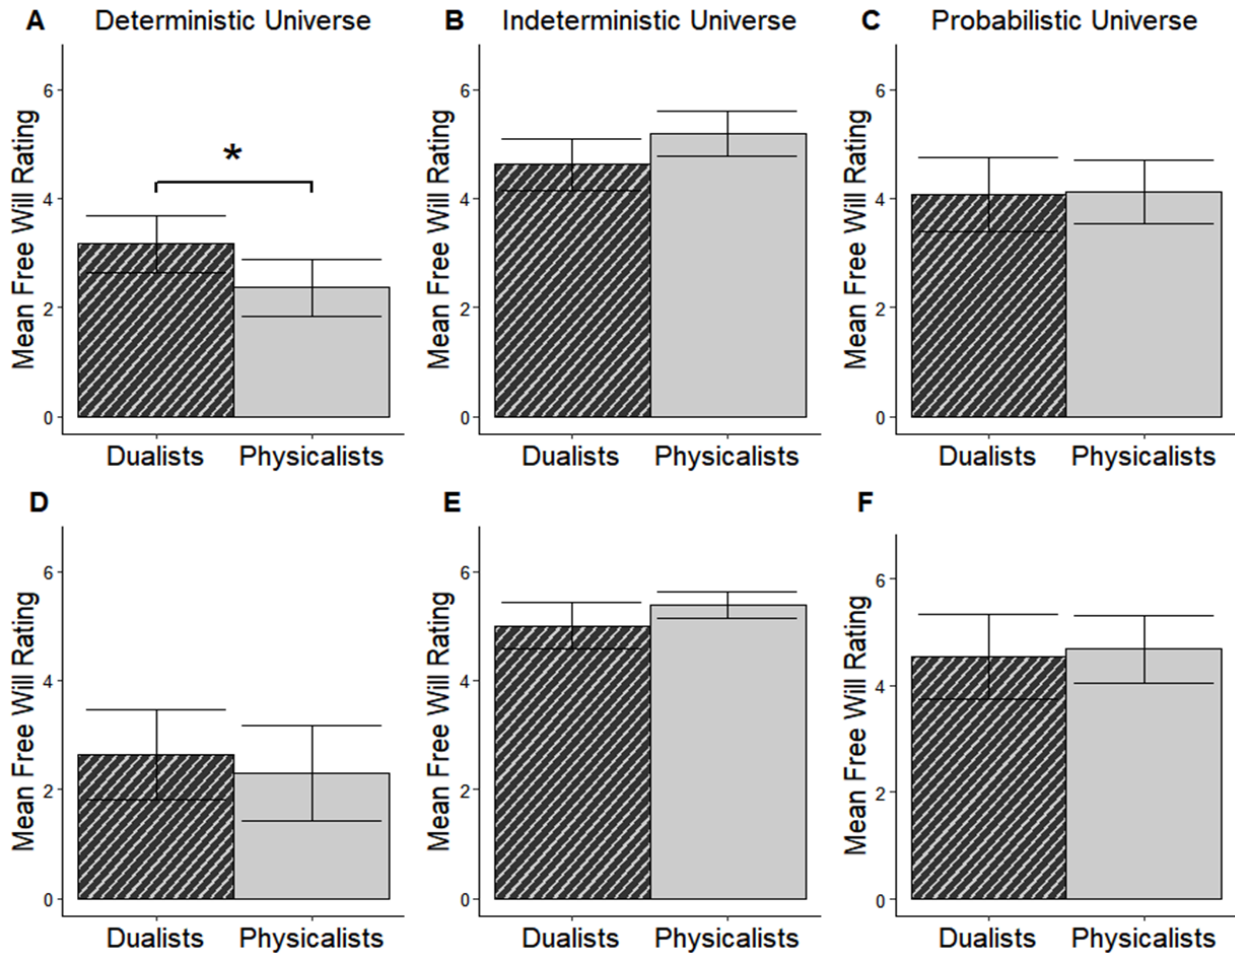 A Deterministic Universe
Mean Free Will Rating
6
4
2
0
*
Dualists Physicalists
B Indeterministic Universe
Mean Free Will Rating
6
4
2
0
Dualists Physicalists
C Probabilistic Universe
Mean Free Will Rating
6
4
2
0
Dualists Physicalists
D
Mean Free Will Rating
6
4
2
0
Dualists Physicalists
E
Mean Free Will Rating
6
4
2
0
Dualists Physicalists
F
Mean Free Will Rating
6
4
2
0
Dualists Physicalists